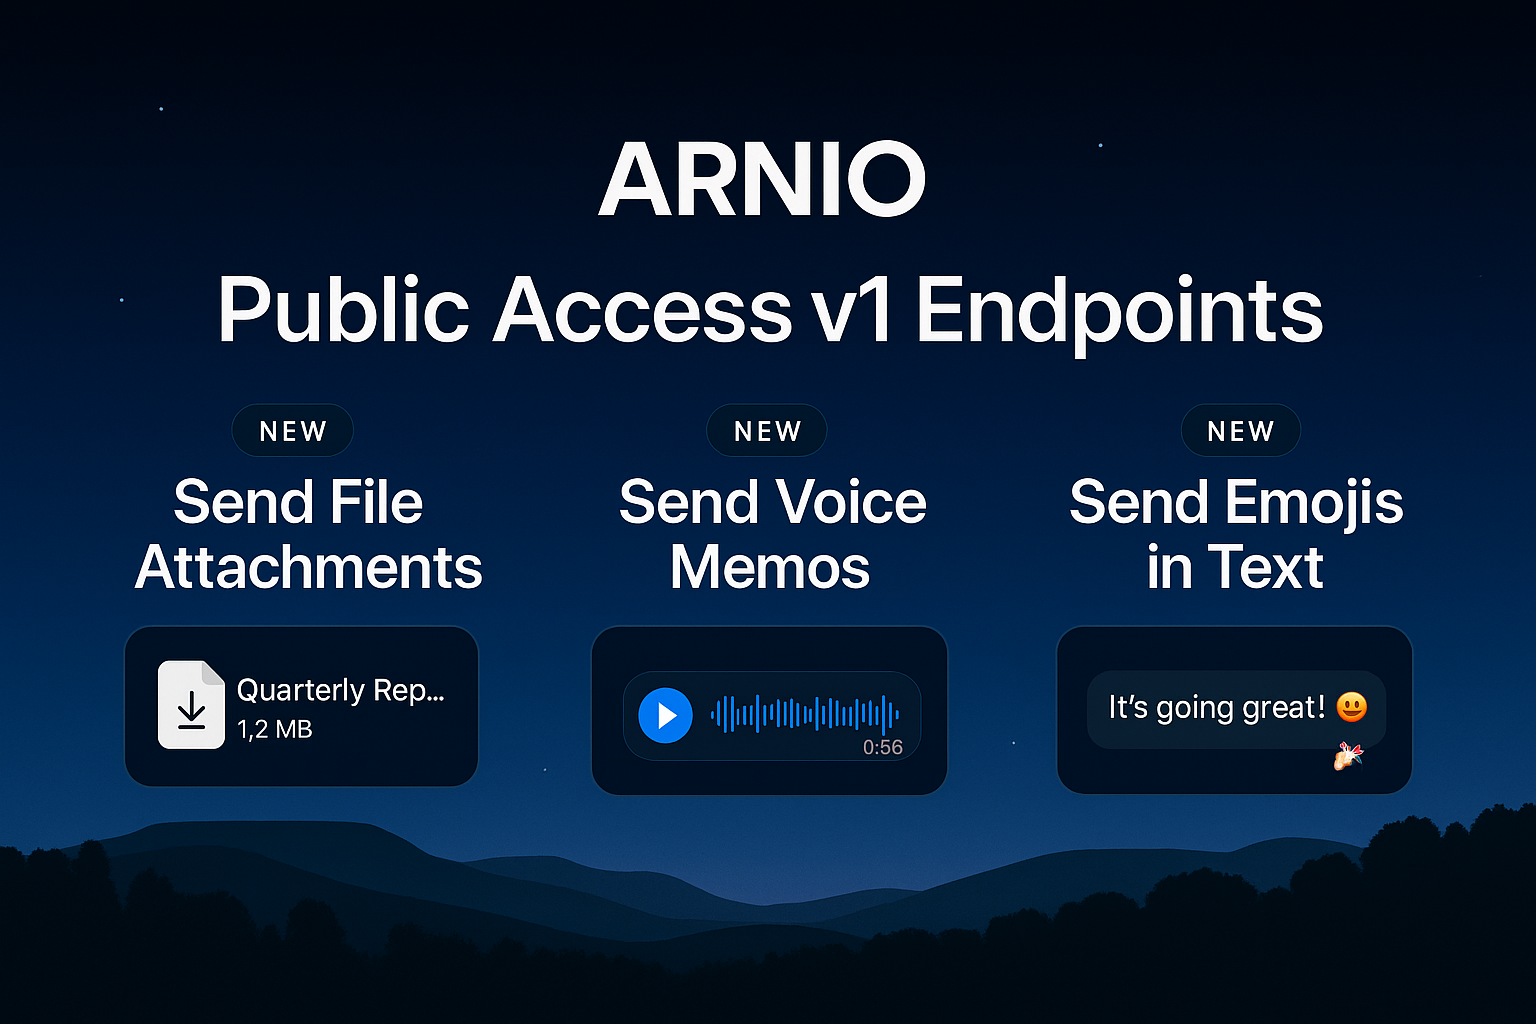 ARNIO
Public Access v1 Endpoints
NEW
Send File
Attachments
Quarterly Rep...
1,2 MB
NEW
Send Voice
Memos
0:56
NEW
Send Emojis
in Text
It's going great! 😃